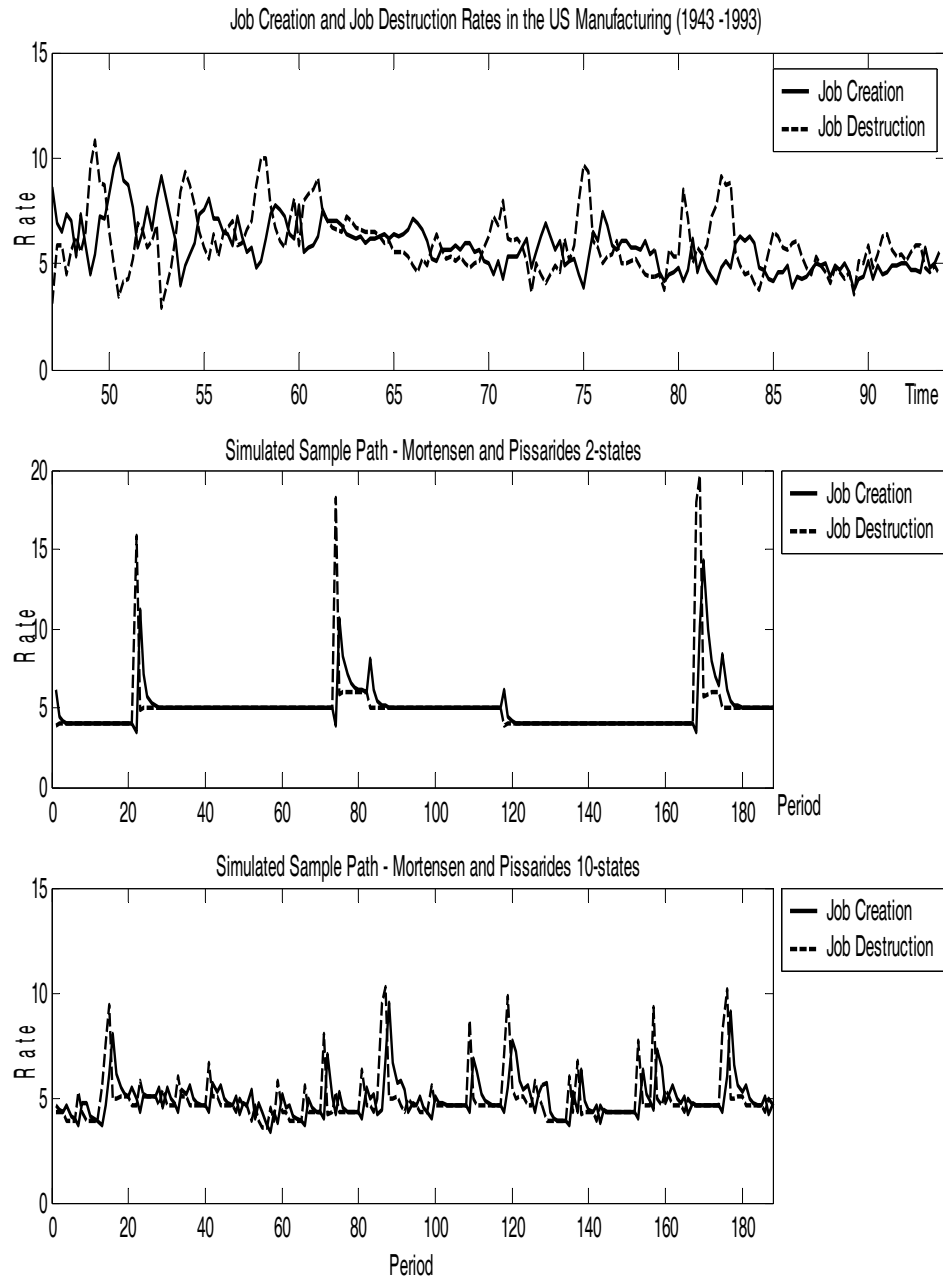 Job Creation and Job Destruction Rates in the US Manufacturing (1943 -1993)
15
10
5
0
R a t e
Job Creation
Job Destruction
50 55 60 65 70 75 80 85 90 Time
Simulated Sample Path - Mortensen and Pissarides 2-states
20
15
10
5
0
R a t e
Job Creation
Job Destruction
0 20 40 60 80 100 120 140 160 180 Period
Simulated Sample Path - Mortensen and Pissarides 10-states
15
10
5
0
R a t e
Job Creation
Job Destruction
0 20 40 60 80 100 120 140 160 180
Period